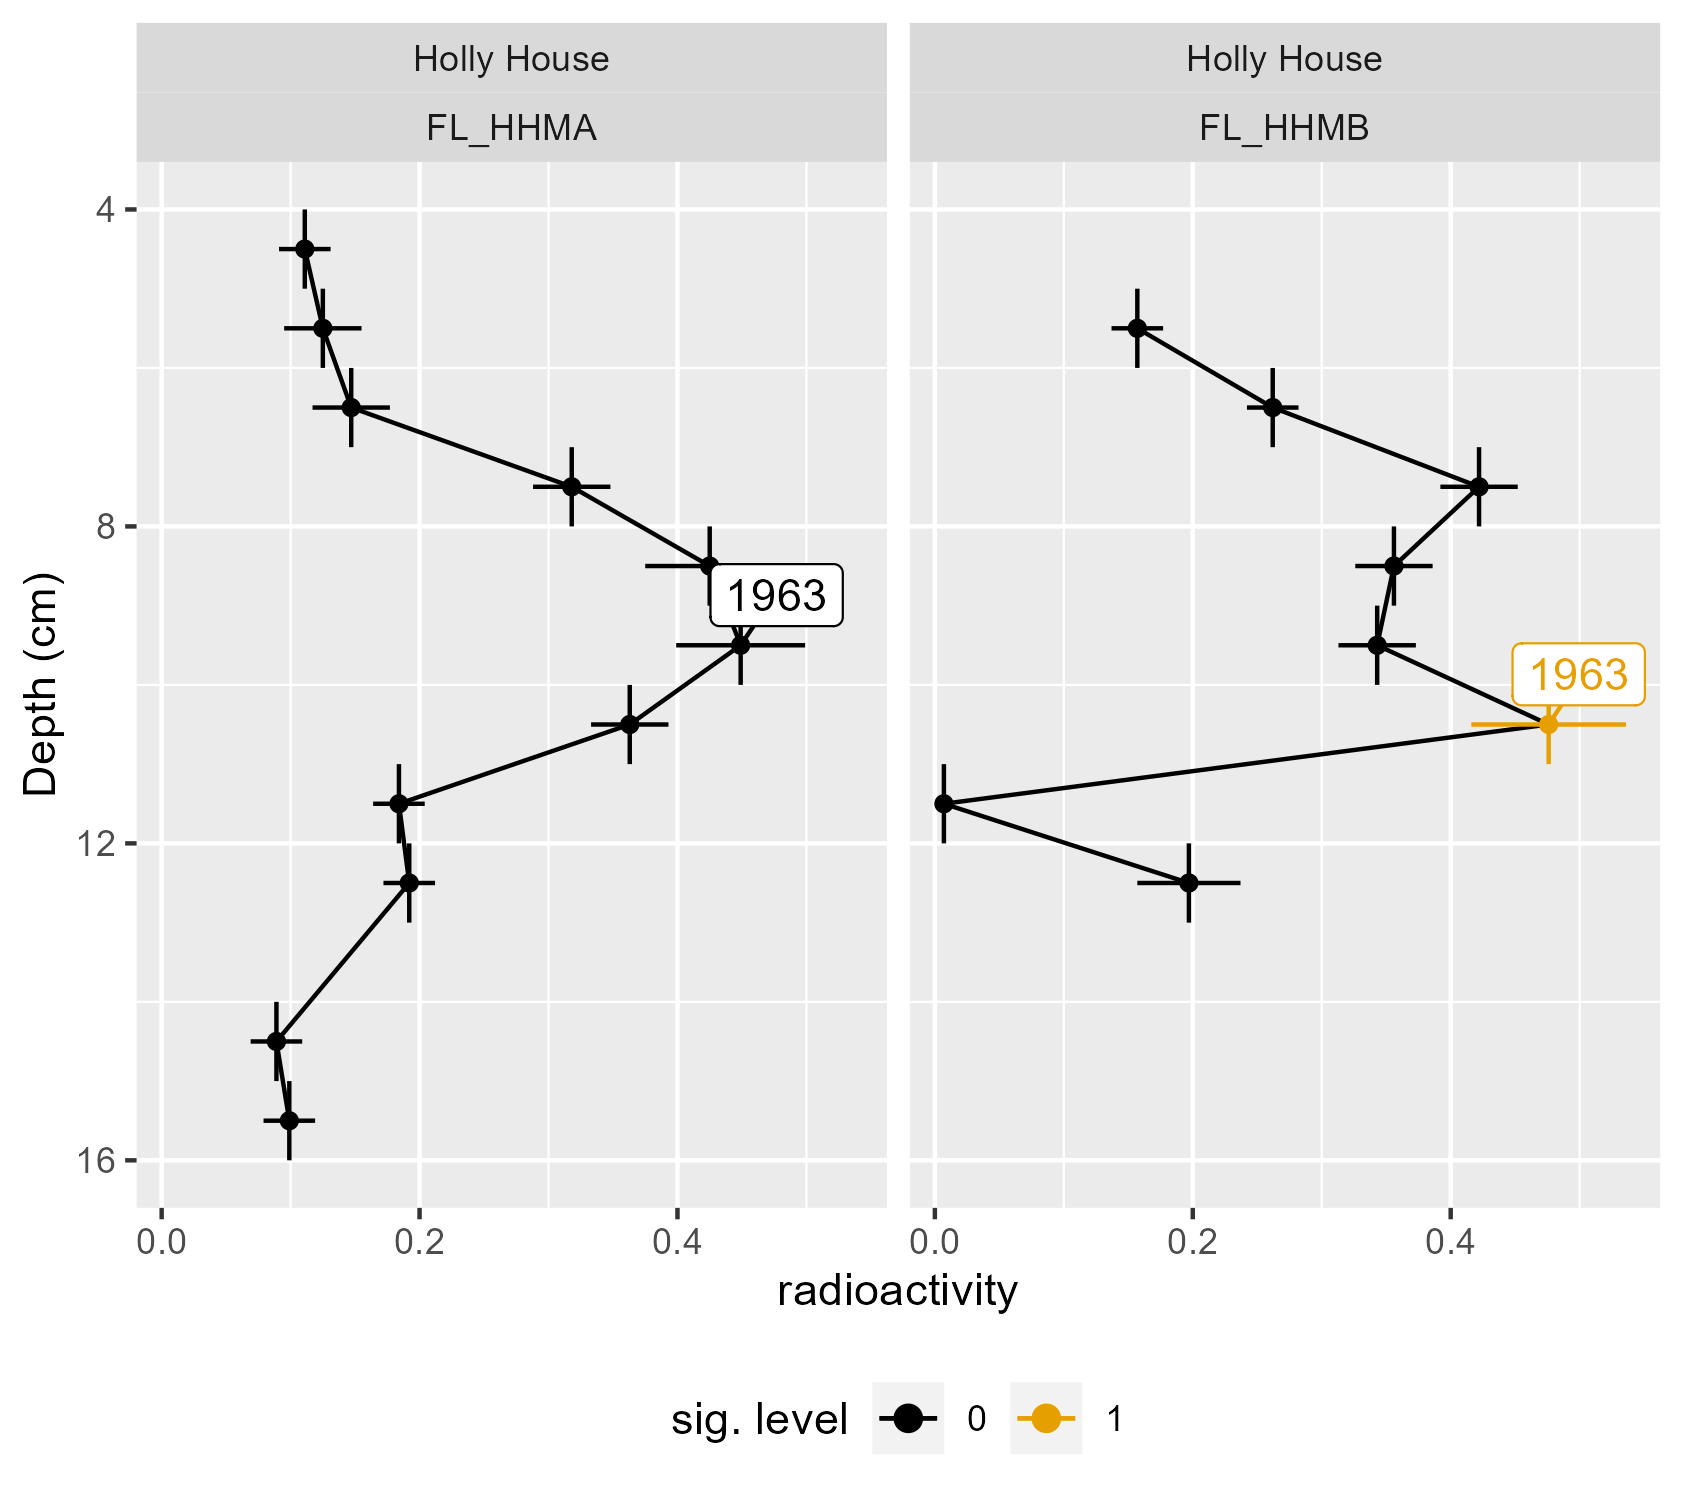 Holly House
Holly House
FL_HHMA
FL_HHMB
4
8
12
16
Depth (cm)
1963
1963
0.0
0.2
0.4
0.0
0.2
0.4
radioactivity
sig. level
0
1